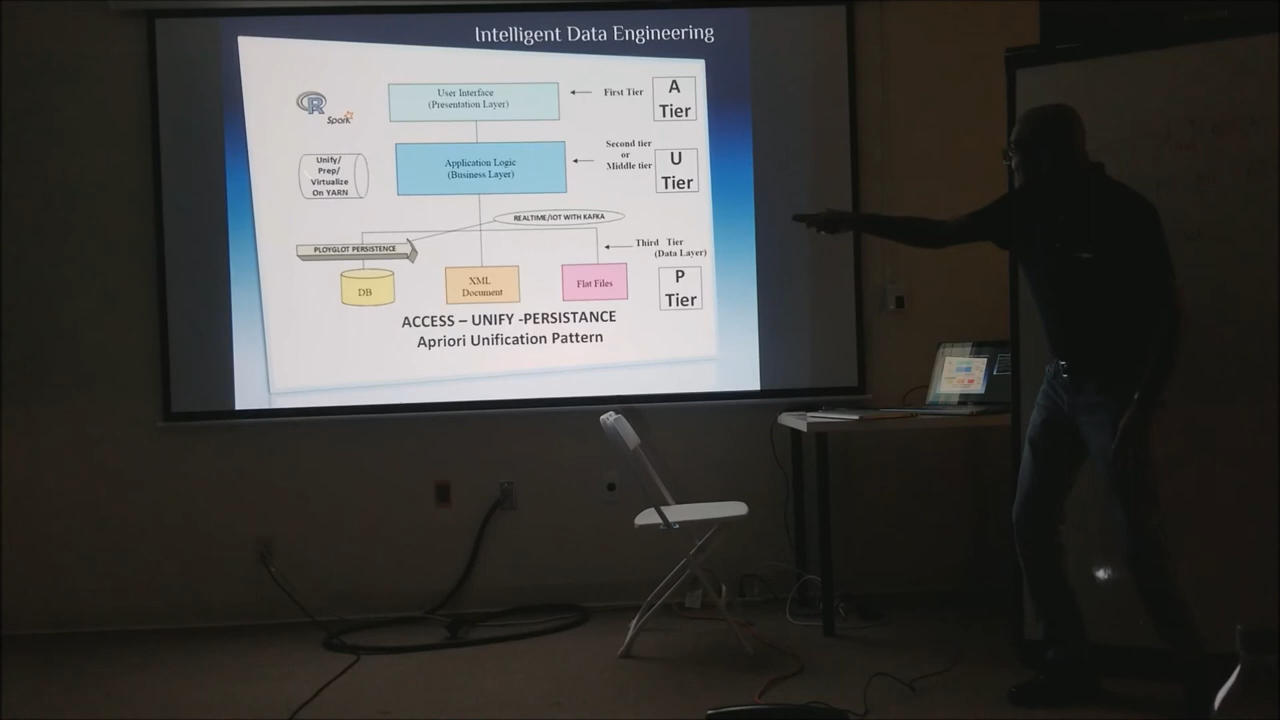 Intelligent Data Engineering
R
Spark
User Interface
(Presentation Layer)
First Tier
A
Tier
Unify/
Prep/
Virtualize
On YARN
Application Logic
(Business Layer)
Second tier
or
Middle tier
U
Tier
REALTIME/IOT WITH KAFKA
PLOYGLOT PERSISTENCE
Third Tier
(Data Layer)
DB
XML
Document
Flat Files
P
Tier
ACCESS – UNIFY -PERSISTANCE
Apriori Unification Pattern